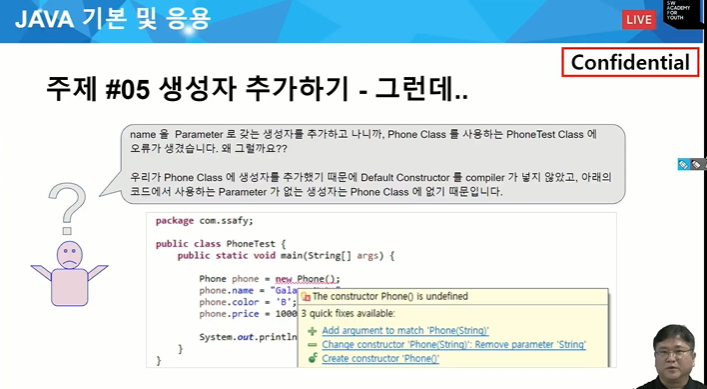 JAVA 기본 및 응용
LIVE
SW
ACADEMY
FOR
YOUTH
Confidential
주제 #05 생성자 추가하기 - 그런데..
name 을 Parameter 로 갖는 생성자를 추가하고 나니까, Phone Class 를 사용하는 PhoneTest Class 에
오류가 생겼습니다. 왜 그럴까요??
우리가 Phone Class 에 생성자를 추가했기 때문에 Default Constructor 를 compiler 가 넣지 않았고, 아래의
코드에서 사용하는 Parameter 가 없는 생성자는 Phone Class 에 없기 때문입니다.
?
package com.ssafy;
public class PhoneTest {
public static void main(String[] args) {
Phone phone = new Phone();
phone.name = "Gala
phone.color = 'B';
phone.price = 1000
System.out.println
}
}
The constructor Phone() is undefined
3 quick fixes available:
Add argument to match 'Phone(String)'
Change constructor 'Phone(String)': Remove parameter 'String'
Create constructor 'Phone()'